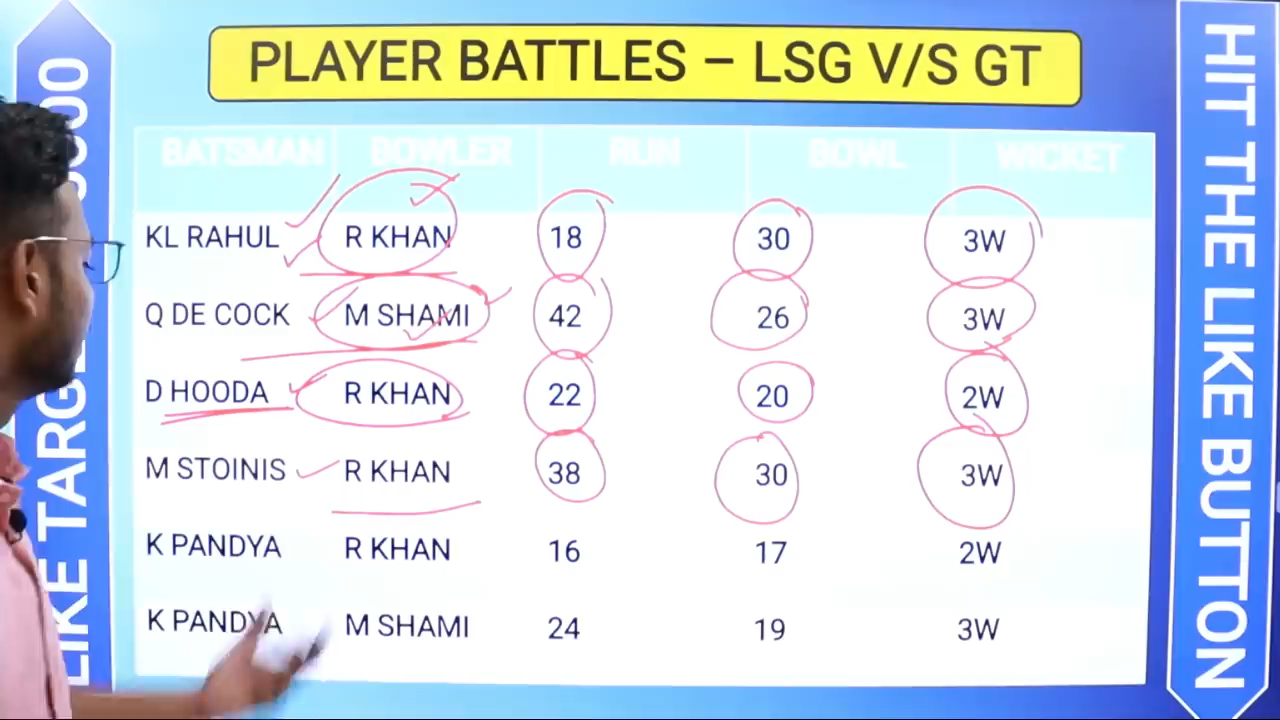 PLAYER BATTLES – LSG V/S GT
BATSMAN BOWLER RUN BOWL WICKET
KL RAHUL R KHAN 18 30 3W
Q DE COCK M SHAMI 42 26 3W
D HOODA R KHAN 22 20 2W
M STOINIS R KHAN 38 30 3W
K PANDYA R KHAN 16 17 2W
K PANDYA M SHAMI 24 19 3W
HIT THE LIKE BUTTON